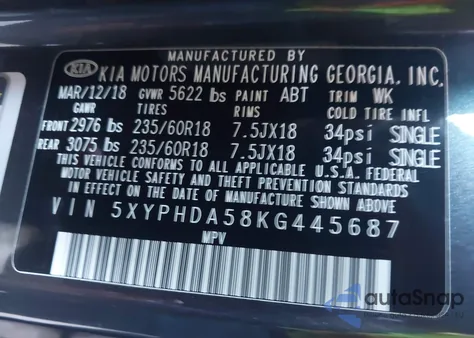 MANUFACTURED BY
KIA KIA MOTORS MANUFACTURING GEORGIA, INC.
MAR/12/18 GVWR 5622 lbs PAINT ABT TRIM WK
GAWR TIRES RIMS COLD TIRE INFL
FRONT 2976 lbs 235/60R18 7.5JX18 34psi SINGLE
REAR 3075 lbs 235/60R18 7.5JX18 34psi SINGLE
THIS VEHICLE CONFORMS TO ALL APPLICABLE U.S.A. FEDERAL
MOTOR VEHICLE SAFETY AND THEFT PREVENTION STANDARDS
IN EFFECT ON THE DATE OF MANUFACTURE SHOWN ABOVE
VIN 5XYPHDA58KG445687
MPV
autoSnap